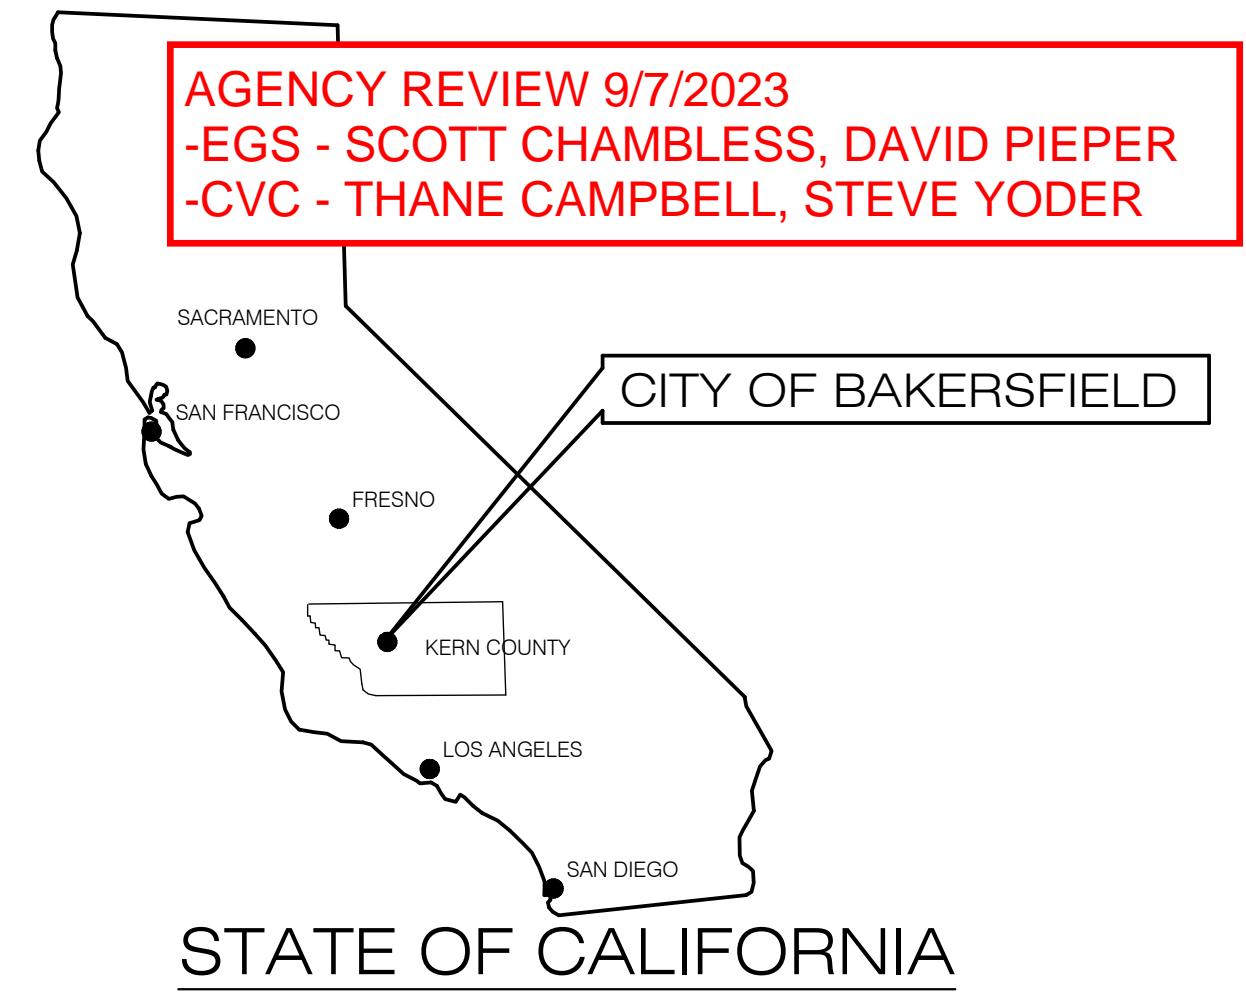 AGENCY REVIEW 9/7/2023
-EGS - SCOTT CHAMBLESS, DAVID PIEPER
-CVC - THANE CAMPBELL, STEVE YODER
SACRAMENTO
CITY OF BAKERSFIELD
SAN FRANCISCO
FRESNO
KERN COUNTY
LOS ANGELES
SAN DIEGO
STATE OF CALIFORNIA